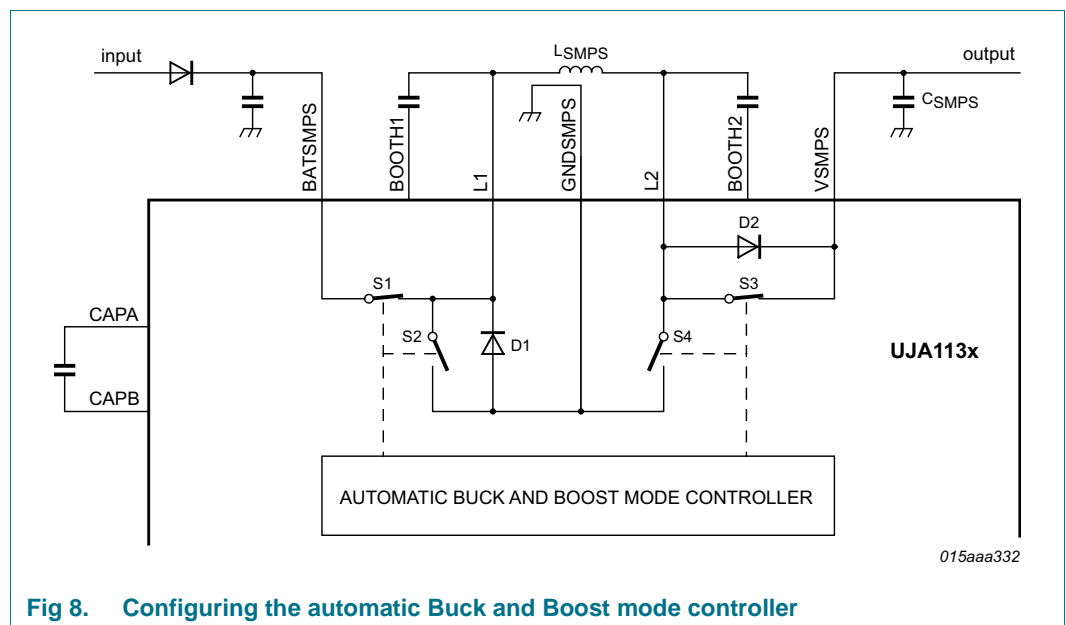 input
LSMPS
output
CSMPS
BATSMPS
BOOTH1
L1
GNDSMPS
L2
BOOTH2
VSMPS
D2
S1
S3
CAPA
S2
D1
S4
UJA113x
CAPB
AUTOMATIC BUCK AND BOOST MODE CONTROLLER
015aaa332
Fig 8. Configuring the automatic Buck and Boost mode controller